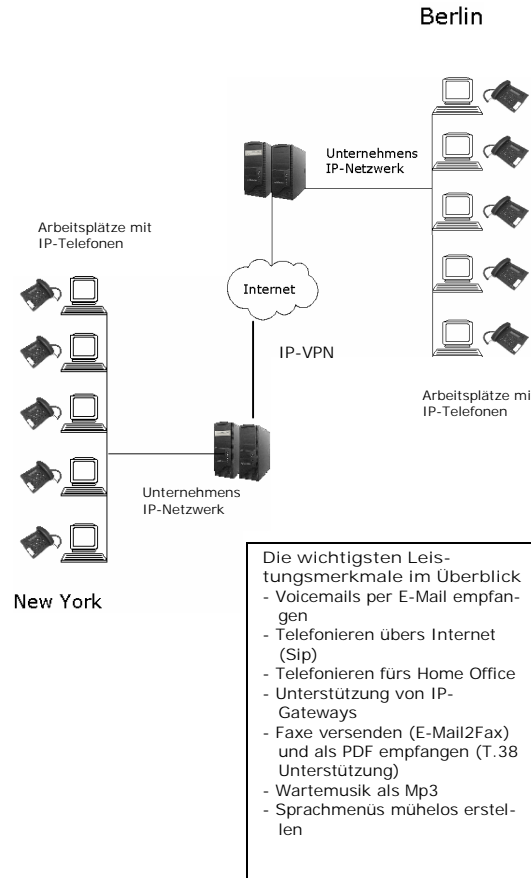 Berlin
Unternehmens
IP-Netzwerk
Arbeitsplätze mit
IP-Telefonen
Internet
IP-VPN
Arbeitsplätze mi
IP-Telefonen
Unternehmens
IP-Netzwerk
New York
Die wichtigsten Leis-
tungsmerkmale im Überblick
- Voicemails per E-Mail empfan-
gen
- Telefonieren übers Internet
(Sip)
- Telefonieren fürs Home Office
- Unterstützung von IP-
Gateways
- Faxe versenden (E-Mail2Fax)
und als PDF empfangen (T.38
Unterstützung)
- Wartemusik als Mp3
- Sprachmenüs mühelos erstel-
len